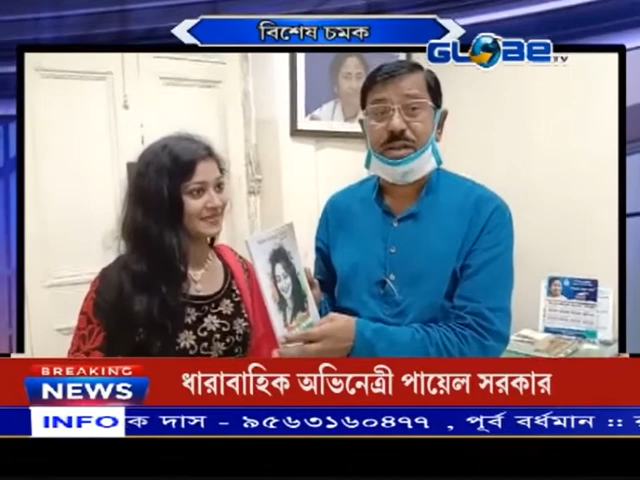 বিশেষ চমক
GLOBE TV
BREAKING
NEWS
ধারাবাহিক অভিনেত্রী পায়েল সরকার
INFO
ক দাস - ৯৫৬৩১৬০৪৭৭ , পূর্ব বর্ধমান ::